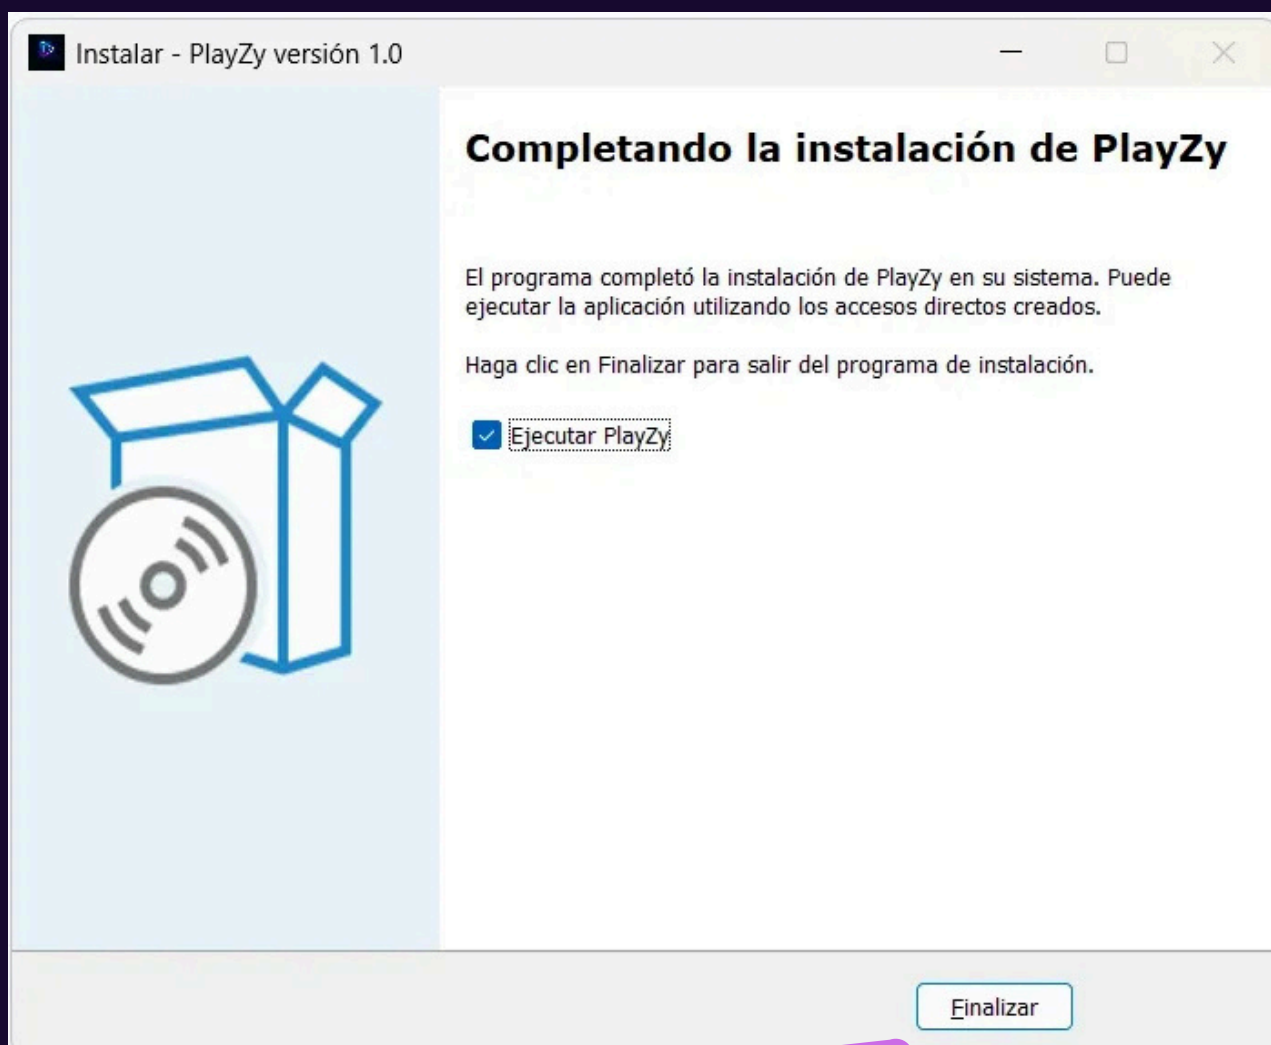 Instalar - PlayZy versión 1.0
Completando la instalación de PlayZy
El programa completó la instalación de PlayZy en su sistema. Puede
ejecutar la aplicación utilizando los accesos directos creados.
Haga clic en Finalizar para salir del programa de instalación.
Ejecutar PlayZy
Finalizar